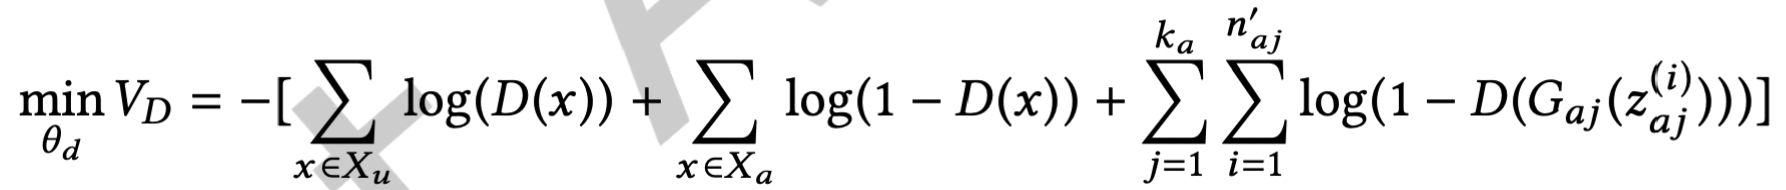 min_{θ_d} V_D = −[ ∑_{x∈X_u} log(D(x)) + ∑_{x∈X_a} log(1 − D(x)) + ∑_{j=1}^{k_a} ∑_{i=1}^{n′_{aj}} log(1 − D(G_{aj}(z_{aj}^{(i)})))]